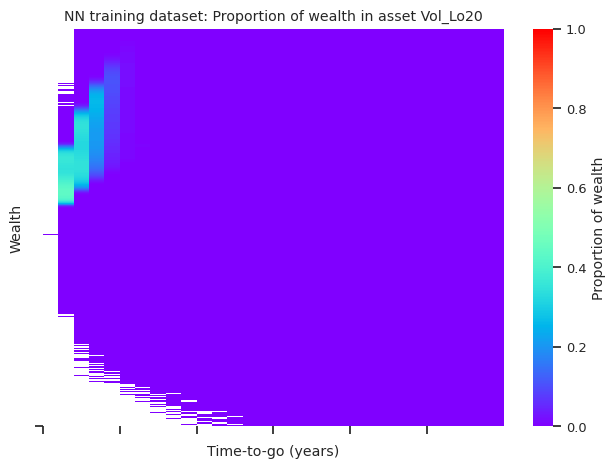 NN training dataset: Proportion of wealth in asset Vol_Lo20
Wealth
Time-to-go (years)
1.0
0.8
0.6
0.4
0.2
0.0
Proportion of wealth